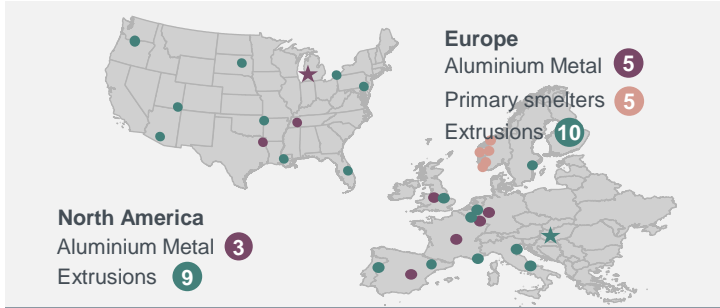 Europe
Aluminium Metal 5
Primary smelters 5
Extrusions 10
North America
Aluminium Metal 3
Extrusions 9